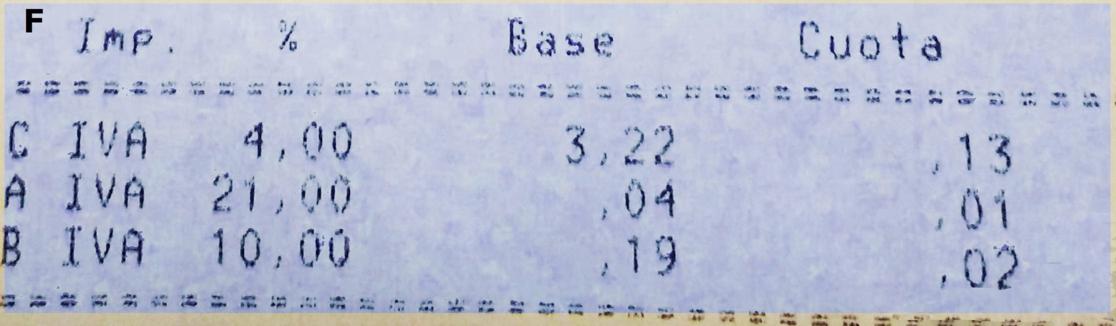 F
Imp. % Base Cuota
======================================
C IVA 4,00 3,22 ,13
A IVA 21,00 ,04 ,01
B IVA 10,00 ,19 ,02
======================================